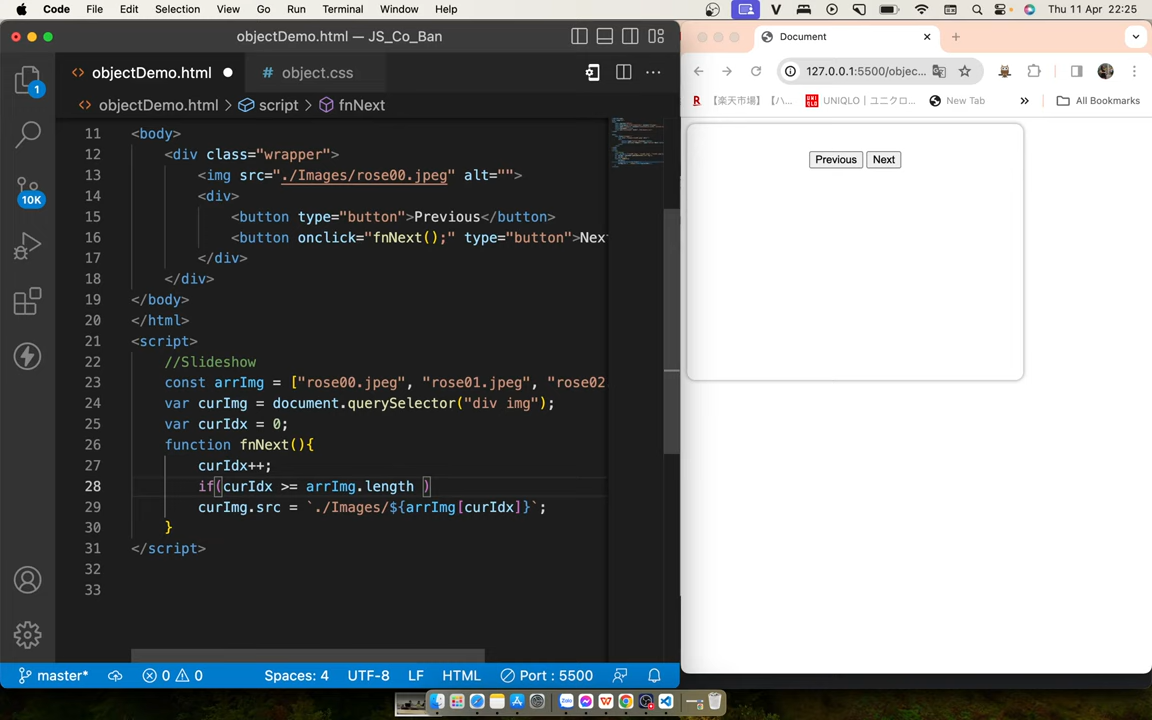 Code File Edit Selection View Go Run Terminal Window Help
Thu 11 Apr 22:25
objectDemo.html — JS_Co_Ban
objectDemo.html
# object.css
objectDemo.html > script > fnNext
1
10K
11 <body>
12 <div class="wrapper">
13 <img src="./Images/rose00.jpeg" alt="">
14 <div>
15 <button type="button">Previous</button>
16 <button onclick="fnNext();" type="button">Nex
17 </div>
18 </div>
19 </body>
20 </html>
21 <script>
22 //Slideshow
23 const arrImg = ["rose00.jpeg", "rose01.jpeg", "rose02.
24 var curImg = document.querySelector("div img");
25 var curIdx = 0;
26 function fnNext(){
27 curIdx++;
28 if(curIdx >= arrImg.length )
29 curImg.src = `./Images/${arrImg[curIdx]}`;
30 }
31 </script>
32
33
master* 0 0 Spaces: 4 UTF-8 LF HTML Port : 5500
Document
127.0.0.1:5500/objec...
R 【楽天市場】【ハ... UNIQLO | ユニクロ... New Tab » All Bookmarks
Previous Next